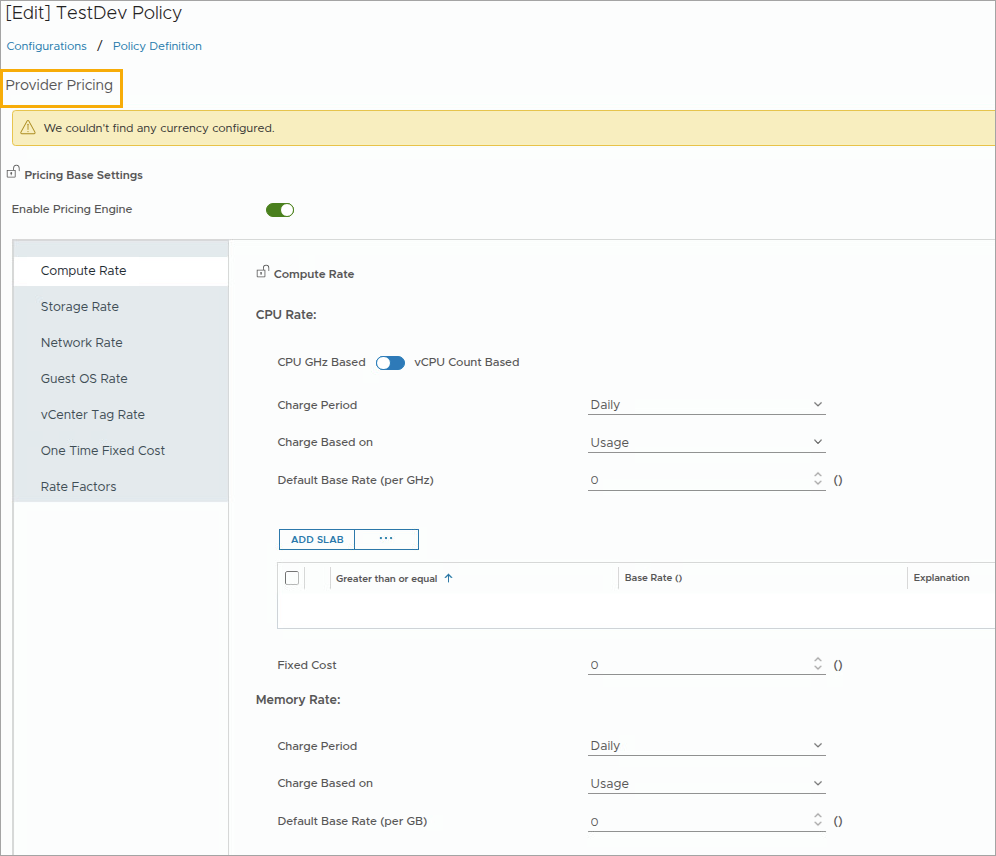 [Edit] TestDev Policy
Configurations / Policy Definition
Provider Pricing
We couldn't find any currency configured.
Pricing Base Settings
Enable Pricing Engine
Compute Rate
Storage Rate
Network Rate
Guest OS Rate
vCenter Tag Rate
One Time Fixed Cost
Rate Factors
Compute Rate
CPU Rate:
CPU GHz Based vCPU Count Based
Charge Period Daily
Charge Based on Usage
Default Base Rate (per GHz) 0 ()
ADD SLAB ...
Greater than or equal ↑ Base Rate () Explanation
Fixed Cost 0 ()
Memory Rate:
Charge Period Daily
Charge Based on Usage
Default Base Rate (per GB) 0 ()